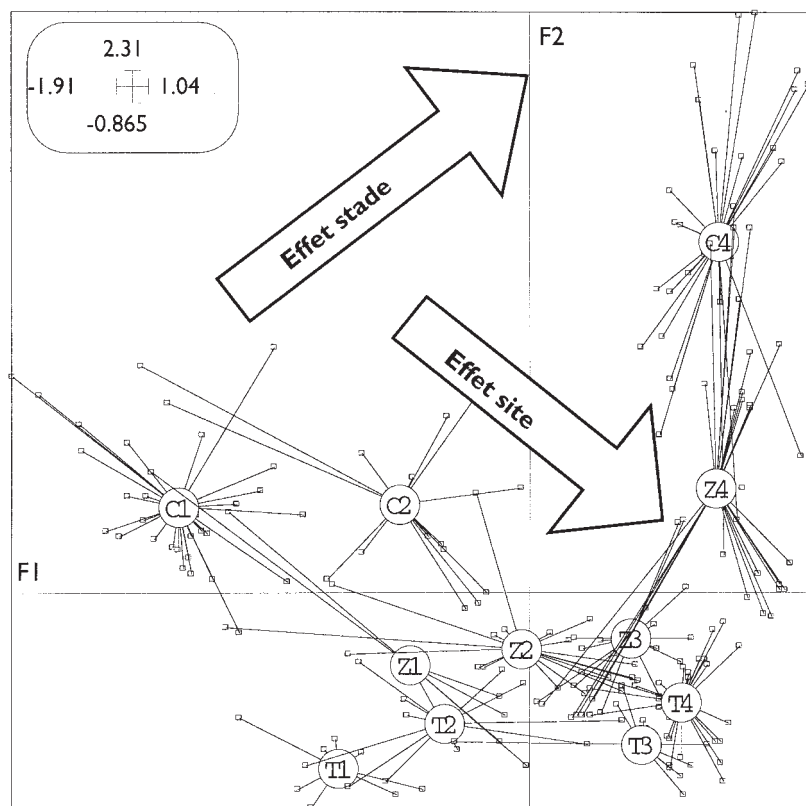 2.31
-1.91 1.04
-0.865
F2
Effet stade
C4
Effet site
Z4
C1
C2
F1
Z3
Z2
Z1
T4
T2
T3
T1